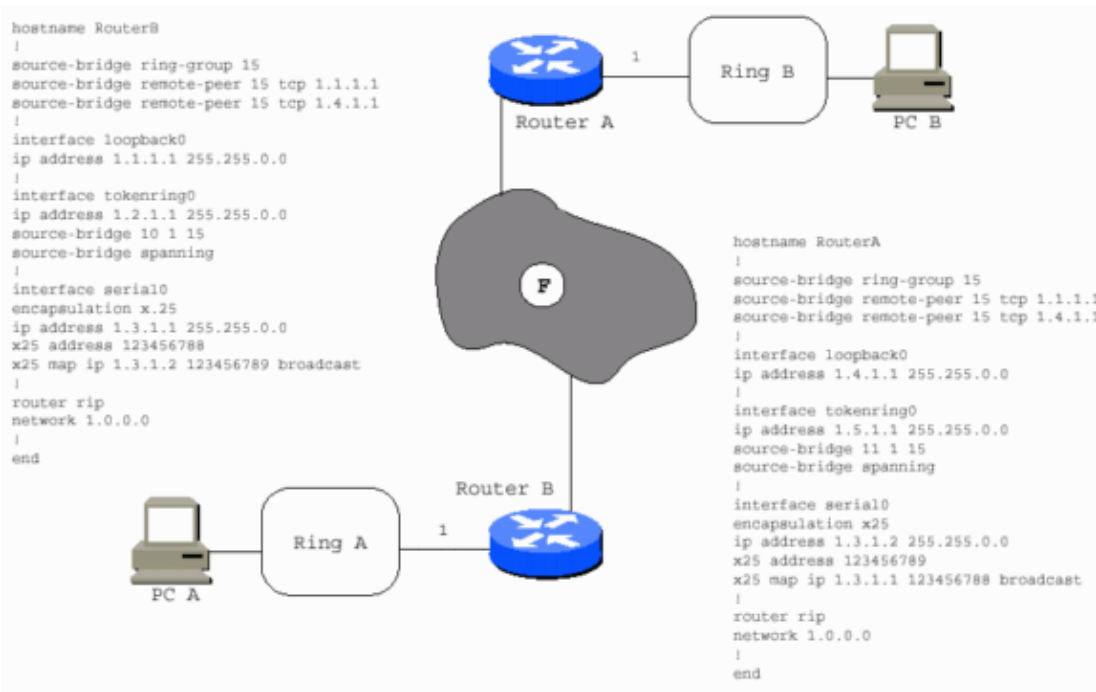 hostname RouterB
!
source-bridge ring-group 15
source-bridge remote-peer 15 tcp 1.1.1.1
source-bridge remote-peer 15 tcp 1.4.1.1
!
interface loopback0
ip address 1.1.1.1 255.255.0.0
!
interface tokenring0
ip address 1.2.1.1 255.255.0.0
source-bridge 10 1 15
source-bridge spanning
!
interface serial0
encapsulation x.25
ip address 1.3.1.1 255.255.0.0
x25 address 123456788
x25 map ip 1.3.1.2 123456789 broadcast
!
router rip
network 1.0.0.0
!
end
1
Ring B
Router A
PC B
F
hostname RouterA
!
source-bridge ring-group 15
source-bridge remote-peer 15 tcp 1.1.1.1
source-bridge remote-peer 15 tcp 1.4.1.1
!
interface loopback0
ip address 1.4.1.1 255.255.0.0
!
interface tokenring0
ip address 1.5.1.1 255.255.0.0
source-bridge 11 1 15
source-bridge spanning
!
interface serial0
encapsulation x25
ip address 1.3.1.2 255.255.0.0
x25 address 123456789
x25 map ip 1.3.1.1 123456788 broadcast
!
router rip
network 1.0.0.0
!
end
Router B
Ring A
1
PC A